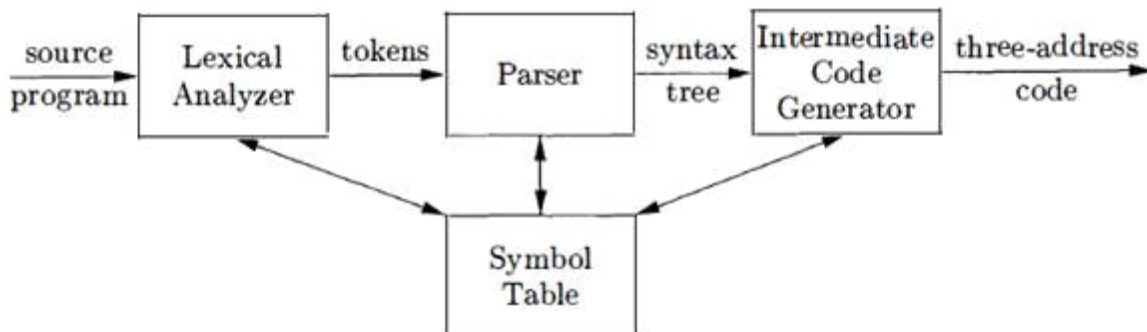 source
program
Lexical
Analyzer
tokens
Parser
syntax
tree
Intermediate
Code
Generator
three-address
code
Symbol
Table